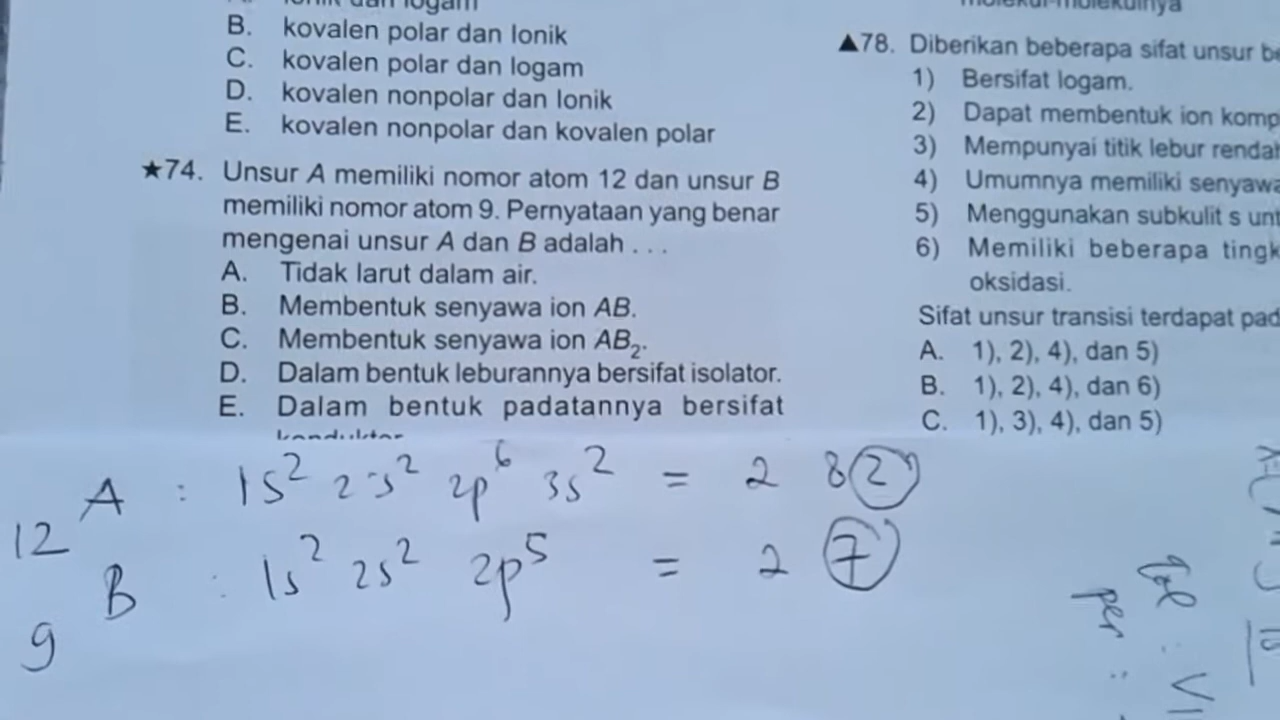 B. kovalen polar dan Ionik
C. kovalen polar dan logam
D. kovalen nonpolar dan Ionik
E. kovalen nonpolar dan kovalen polar
★74. Unsur A memiliki nomor atom 12 dan unsur B
memiliki nomor atom 9. Pernyataan yang benar
mengenai unsur A dan B adalah . . .
A. Tidak larut dalam air.
B. Membentuk senyawa ion AB.
C. Membentuk senyawa ion AB₂.
D. Dalam bentuk leburannya bersifat isolator.
E. Dalam bentuk padatannya bersifat
▲78. Diberikan beberapa sifat unsur
1) Bersifat logam.
2) Dapat membentuk ion
3) Mempunyai titik lebur
4) Umumnya memiliki
5) Menggunakan subkulit s
6) Memiliki beberapa
oksidasi.
Sifat unsur transisi terdapat
A. 1), 2), 4), dan 5)
B. 1), 2), 4), dan 6)
C. 1), 3), 4), dan 5)
12 A : 1s² 2s² 2p⁶ 3s² = 2 8 2
9 B : 1s² 2s² 2p⁵ = 2 7